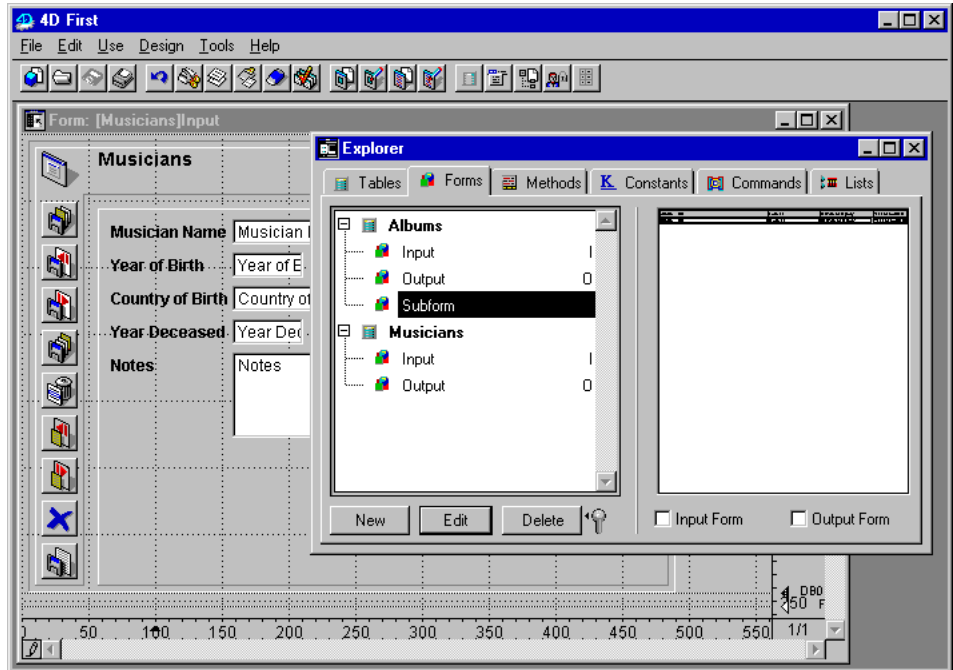 4D First
File Edit Use Design Tools Help
Form: [Musicians]Input
Explorer
Musicians
Tables Forms Methods Constants Commands Lists
Musician Name
Musician
Year of Birth
Year of B
Country of Birth
Country of
Year Deceased
Year Dec
Notes
Notes
Albums
Input I
Output O
Subform
Musicians
Input I
Output O
New Edit Delete
Input Form Output Form
50 100 150 200 250 300 350 400 450 500 550
1/1